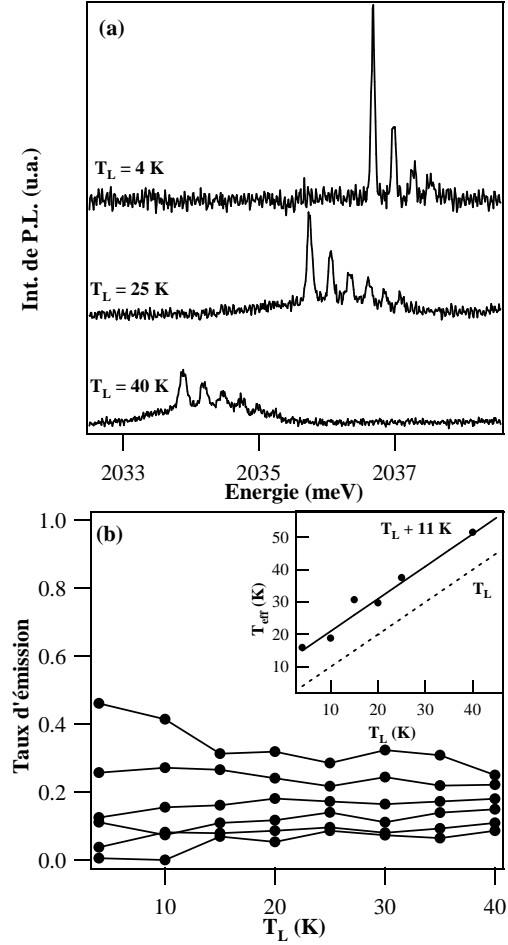 (a)
Int. de P.L. (u.a.)
T_L = 4 K
T_L = 25 K
T_L = 40 K
2033 2035 2037
Energie (meV)
(b)
Taux d'émission
1.0
0.8
0.6
0.4
0.2
0.0
10 20 30 40
T_L (K)
T_eff (K)
50
40
30
20
10
T_L + 11 K
T_L
10 20 30 40
T_L (K)